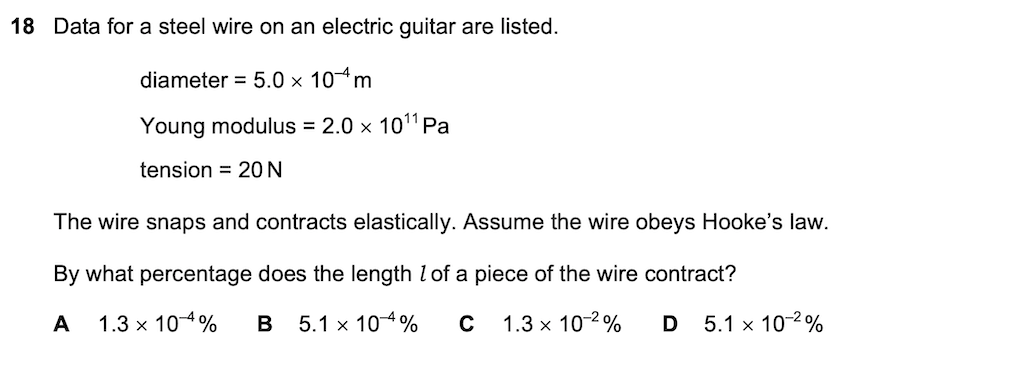 18 Data for a steel wire on an electric guitar are listed.
diameter = 5.0 × 10⁻⁴ m
Young modulus = 2.0 × 10¹¹ Pa
tension = 20 N
The wire snaps and contracts elastically. Assume the wire obeys Hooke’s law.
By what percentage does the length l of a piece of the wire contract?
A 1.3 × 10⁻⁴ % B 5.1 × 10⁻⁴ % C 1.3 × 10⁻² % D 5.1 × 10⁻² %